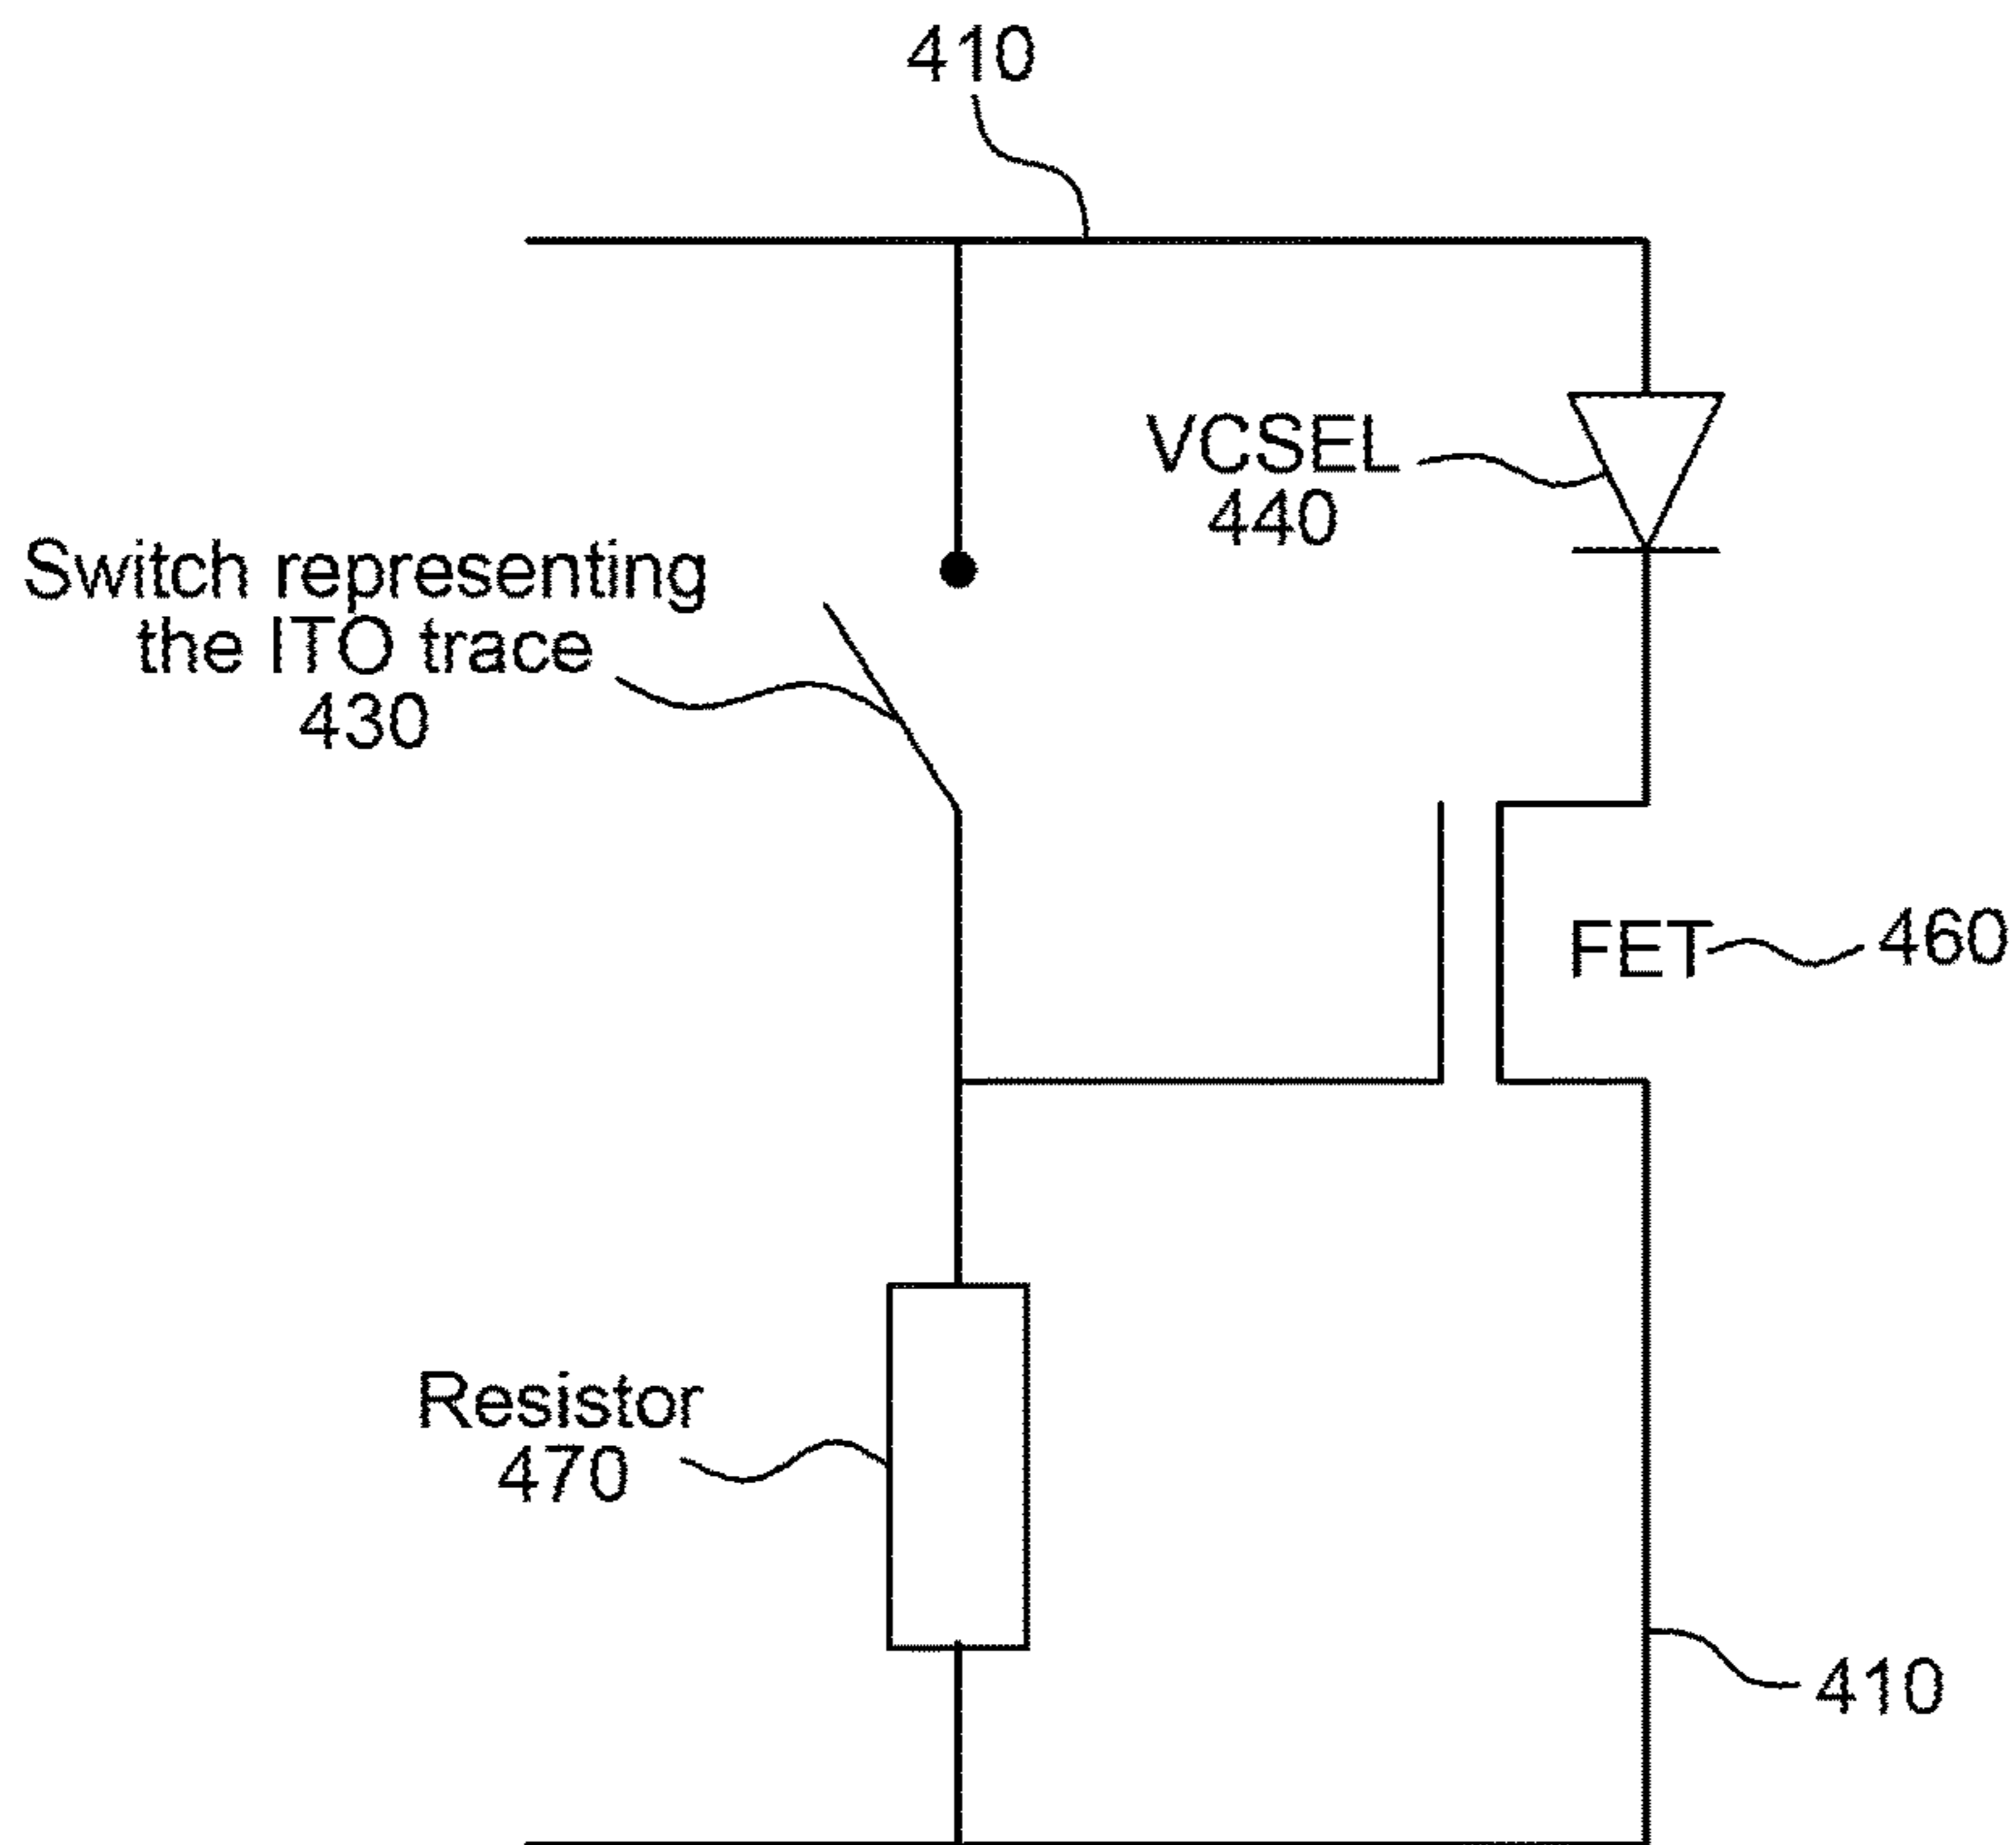 410
VCSEL
440
Switch representing
the ITO trace
430
FET
460
Resistor
470
410